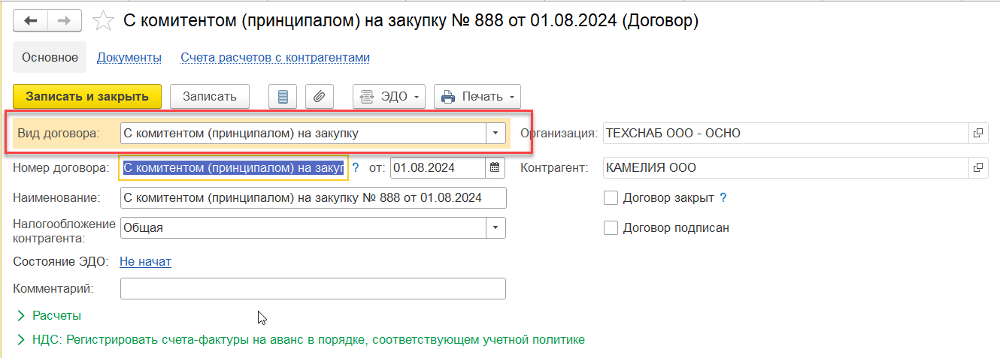 С комитентом (принципалом) на закупку № 888 от 01.08.2024 (Договор)
Основное Документы Счета расчетов с контрагентами
Записать и закрыть Записать ЭДО Печать
Вид договора: С комитентом (принципалом) на закупку Организация: ТЕХСНАБ ООО - ОСНО
Номер договора: С комитентом (принципалом) на закуп ? от: 01.08.2024 Контрагент: КАМЕЛИЯ ООО
Наименование: С комитентом (принципалом) на закупку № 888 от 01.08.2024 Договор закрыт ?
Налогообложение контрагента: Общая Договор подписан
Состояние ЭДО: Не начат
Комментарий:
Расчеты
НДС: Регистрировать счета-фактуры на аванс в порядке, соответствующем учетной политике